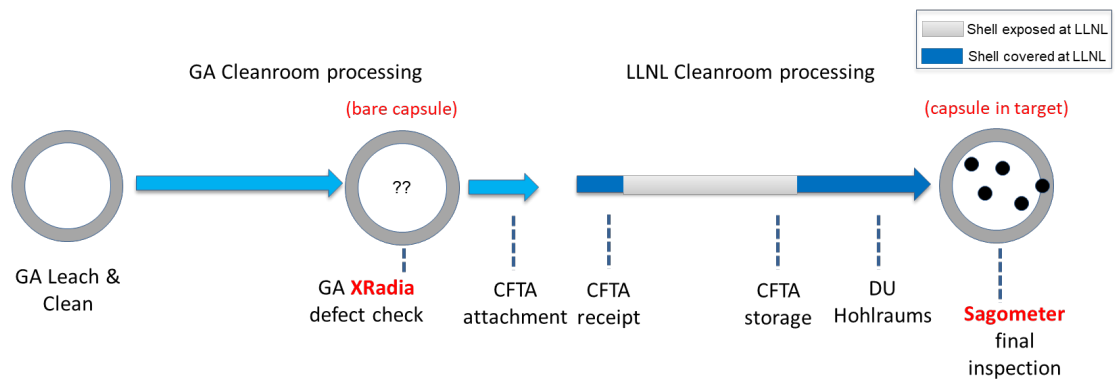 Shell exposed at LLNL
Shell covered at LLNL
GA Cleanroom processing
LLNL Cleanroom processing
(bare capsule)
(capsule in target)
??
GA Leach &
Clean
GA XRadia
defect check
CFTA
attachment
CFTA
receipt
CFTA
storage
DU
Hohlraums
Sagometer
final
inspection